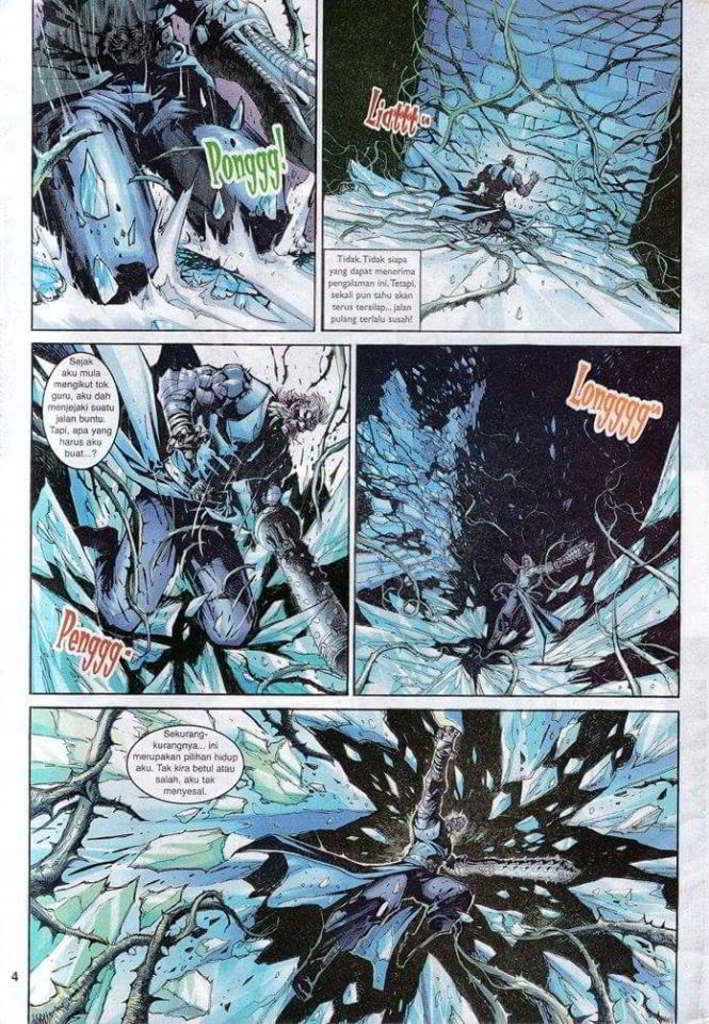 Ponggg!
Liattt"
Tidak. Tidak siapa
yang dapat menerima
pengalaman ini. Tetapi,
sekali pun tahu akan
terus tersilap... jalan
pulang terlalu susah!
Sejak
aku mula
mengikut tok
guru, aku dah
menjejaki suatu
jalan buntu.
Tapi, apa yang
harus aku
buat...?
Longggg"
Penggg-
Sekurang-
kurangnya... ini
merupakan pilihan hidup
aku. Tak kira betul atau
salah, aku tak
menyesal.
4